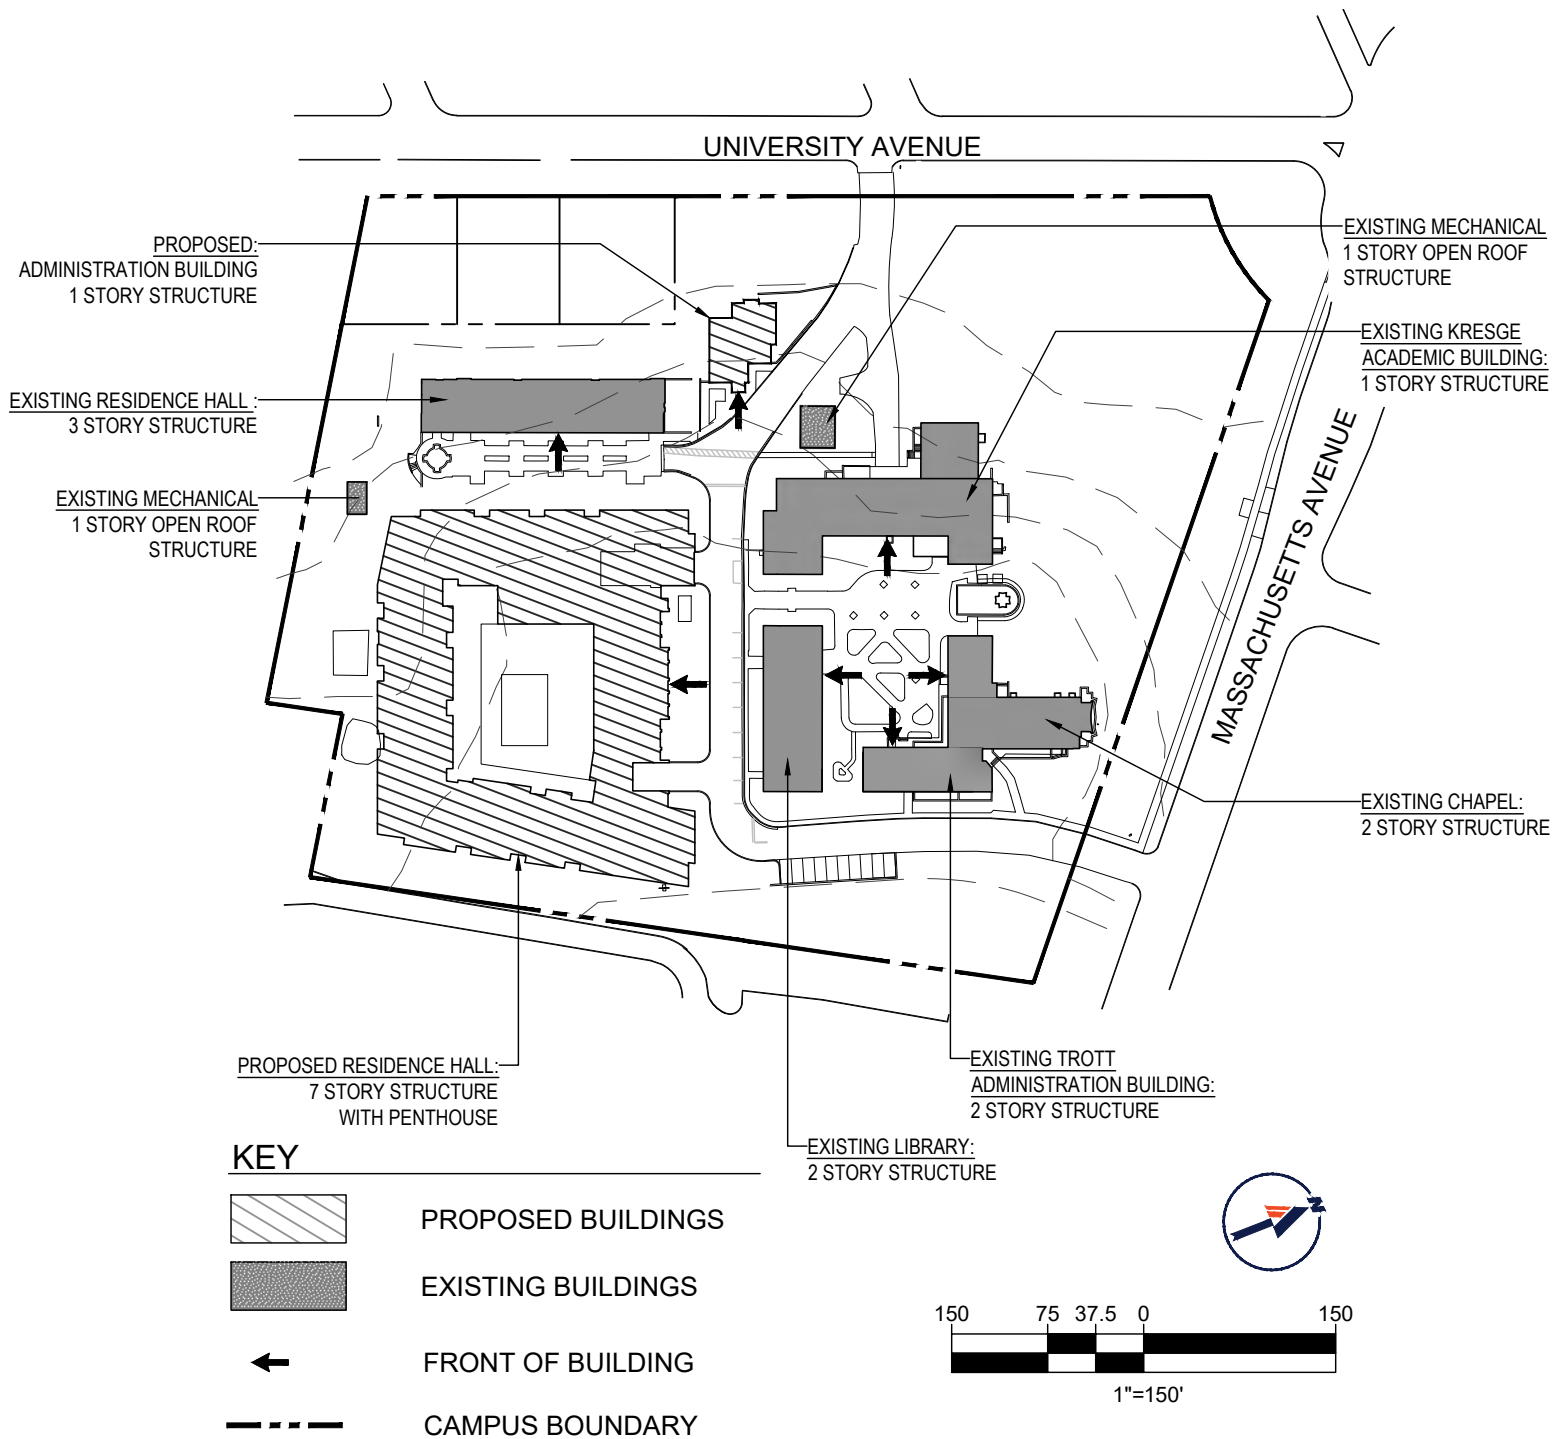 UNIVERSITY AVENUE
PROPOSED:
ADMINISTRATION BUILDING
1 STORY STRUCTURE
EXISTING MECHANICAL
1 STORY OPEN ROOF
STRUCTURE
EXISTING KRESGE
ACADEMIC BUILDING:
1 STORY STRUCTURE
EXISTING RESIDENCE HALL :
3 STORY STRUCTURE
EXISTING MECHANICAL
1 STORY OPEN ROOF
STRUCTURE
MASSACHUSETTS AVENUE
EXISTING CHAPEL:
2 STORY STRUCTURE
PROPOSED RESIDENCE HALL:
7 STORY STRUCTURE
WITH PENTHOUSE
EXISTING TROTT
ADMINISTRATION BUILDING:
2 STORY STRUCTURE
EXISTING LIBRARY:
2 STORY STRUCTURE
KEY
PROPOSED BUILDINGS
EXISTING BUILDINGS
FRONT OF BUILDING
CAMPUS BOUNDARY
N
150 75 37.5 0 150
1"=150'